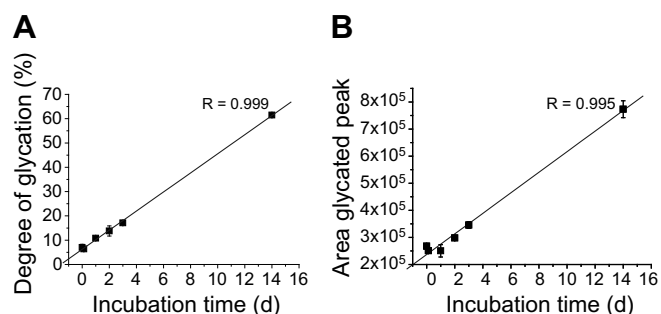 A
Degree of glycation (%)
70
60
50
40
30
20
10
0
R = 0.999
0 2 4 6 8 10 12 14 16
Incubation time (d)
B
Area glycated peak
8x10⁵
7x10⁵
6x10⁵
5x10⁵
4x10⁵
3x10⁵
2x10⁵
R = 0.995
0 2 4 6 8 10 12 14 16
Incubation time (d)